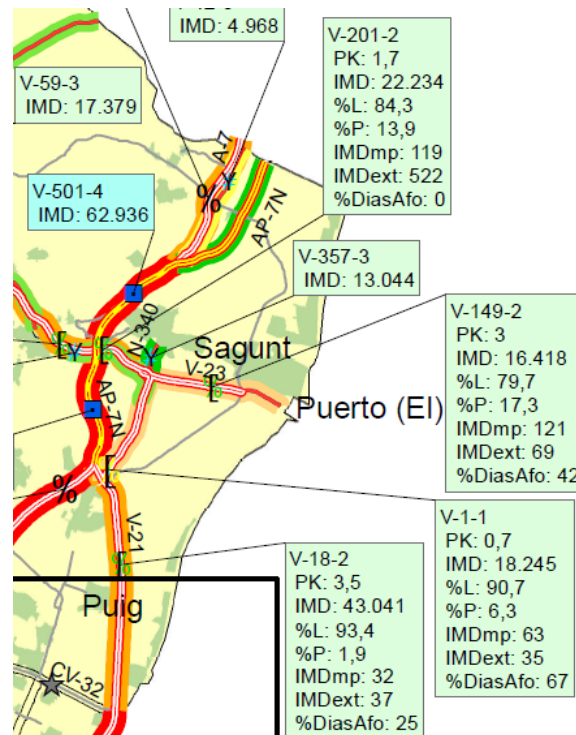 IMD: 4.968
V-59-3
IMD: 17.379
V-201-2
PK: 1,7
IMD: 22.234
%L: 84,3
%P: 13,9
IMDmp: 119
IMDext: 522
%DiasAfo: 0
A-7
Y
%
AP-7N
V-501-4
IMD: 62.936
V-357-3
IMD: 13.044
N-340
Y
Y
Sagunt
V-23
Puerto (El)
V-149-2
PK: 3
IMD: 16.418
%L: 79,7
%P: 17,3
IMDmp: 121
IMDext: 69
%DiasAfo: 42
AP-7N
%
V-21
V-1-1
PK: 0,7
IMD: 18.245
%L: 90,7
%P: 6,3
IMDmp: 63
IMDext: 35
%DiasAfo: 67
V-18-2
PK: 3,5
IMD: 43.041
%L: 93,4
%P: 1,9
IMDmp: 32
IMDext: 37
%DiasAfo: 25
Puig
CV-32